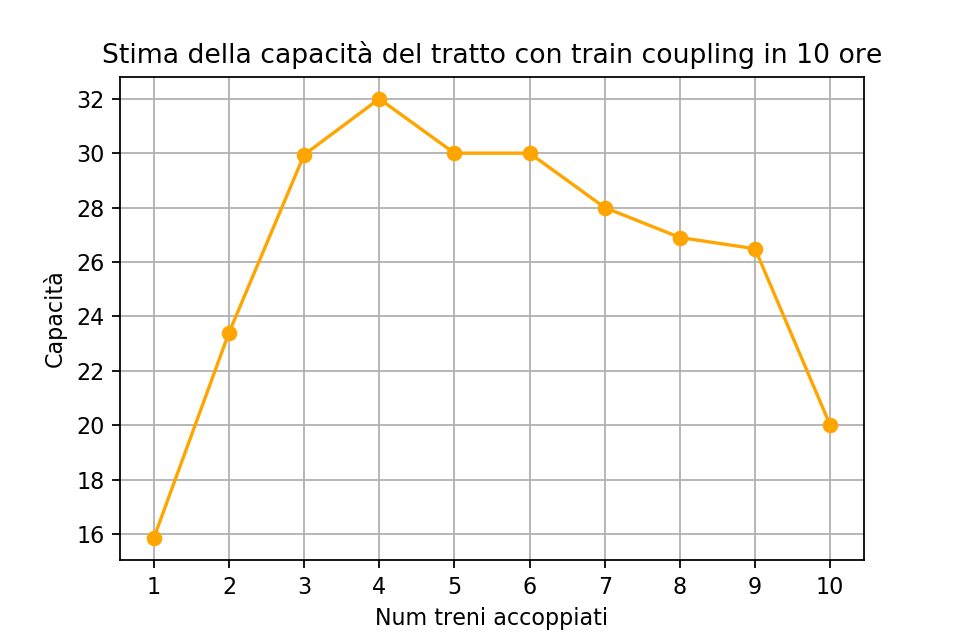 Stima della capacità del tratto con train coupling in 10 ore
32
30
28
26
24
22
20
18
16
Capacità
1 2 3 4 5 6 7 8 9 10
Num treni accoppiati